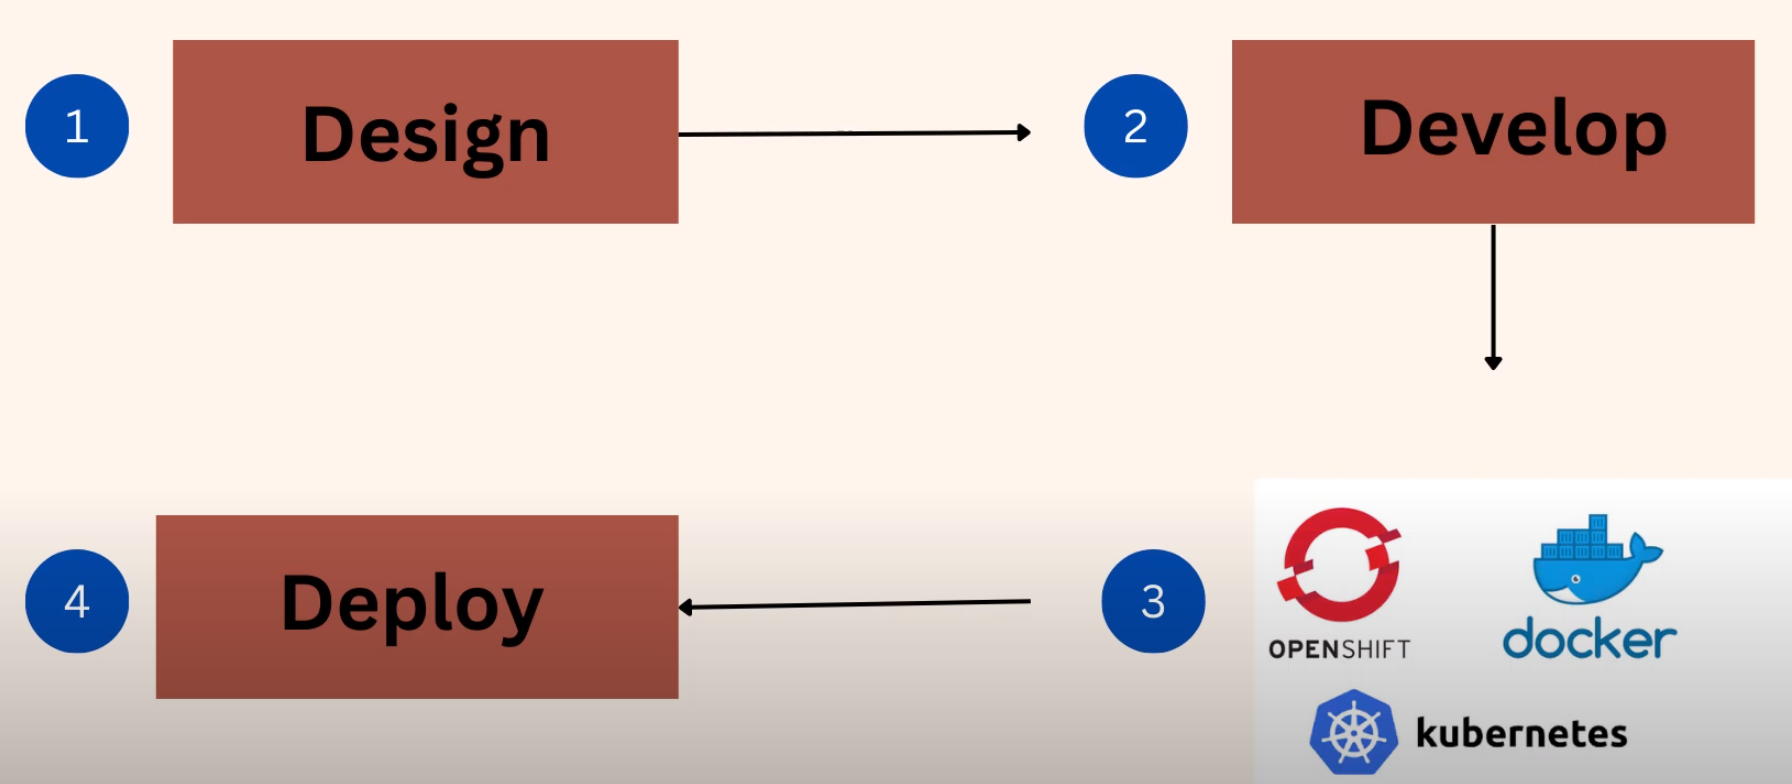 1
Design
2
Develop
4
Deploy
3
OPENSHIFT
docker
kubernetes